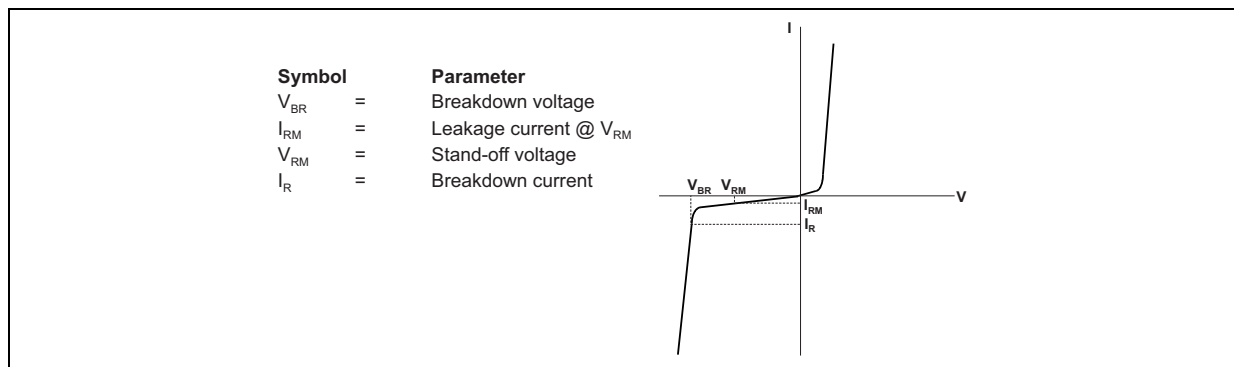 Symbol Parameter
V_BR = Breakdown voltage
I_RM = Leakage current @ V_RM
V_RM = Stand-off voltage
I_R = Breakdown current
I
V_BR V_RM
V
I_RM
I_R